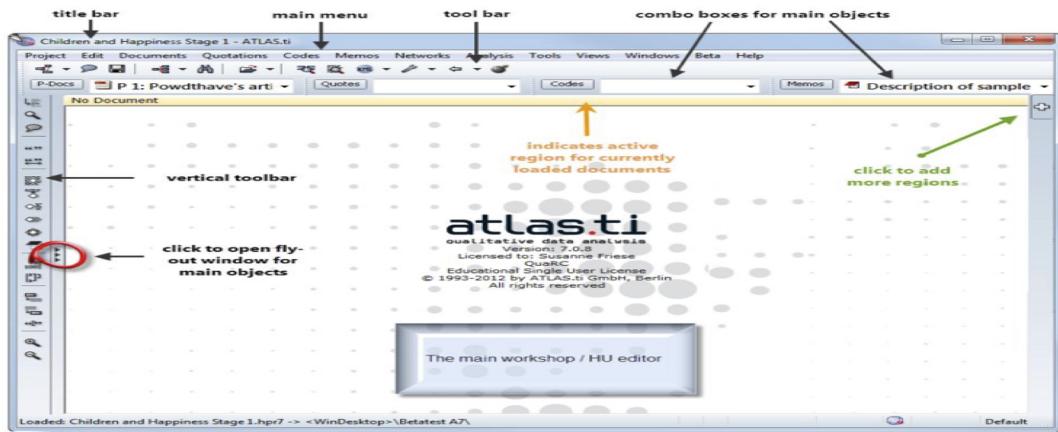 title bar main menu tool bar combo boxes for main objects
Children and Happiness Stage 1 - ATLAS.ti
Project Edit Documents Quotations Codes Memos Networks Analysis Tools Views Windows Beta Help
P-Docs P 1: Powdthave's arti Quotes Codes Memos Description of sample
No Document
indicates active
region for currently
loaded documents
click to add
more regions
vertical toolbar
click to open fly-
out window for
main objects
atlas.ti
qualitative data analysis
Version: 7.0.8
Licensed to: Susanne Friese
QuaRC
Educational Single User License
© 1993-2012 by ATLAS.ti GmbH, Berlin
All rights reserved
The main workshop / HU editor
Loaded: Children and Happiness Stage 1.hpr7 -> <WinDesktop>\Betatest A7\ Default